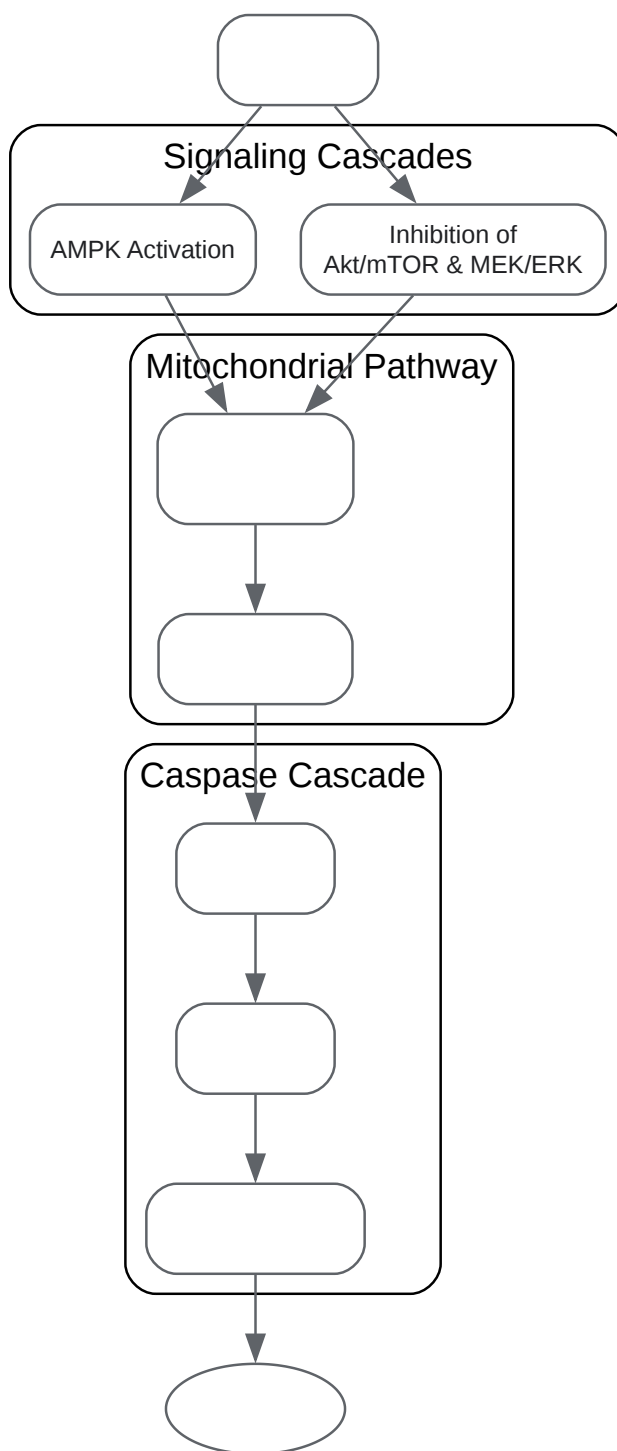 Signaling Cascades
AMPK Activation
Inhibition of
Akt/mTOR & MEK/ERK
Mitochondrial Pathway
Caspase Cascade